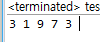 <terminated> tes
3 1 9 7 3